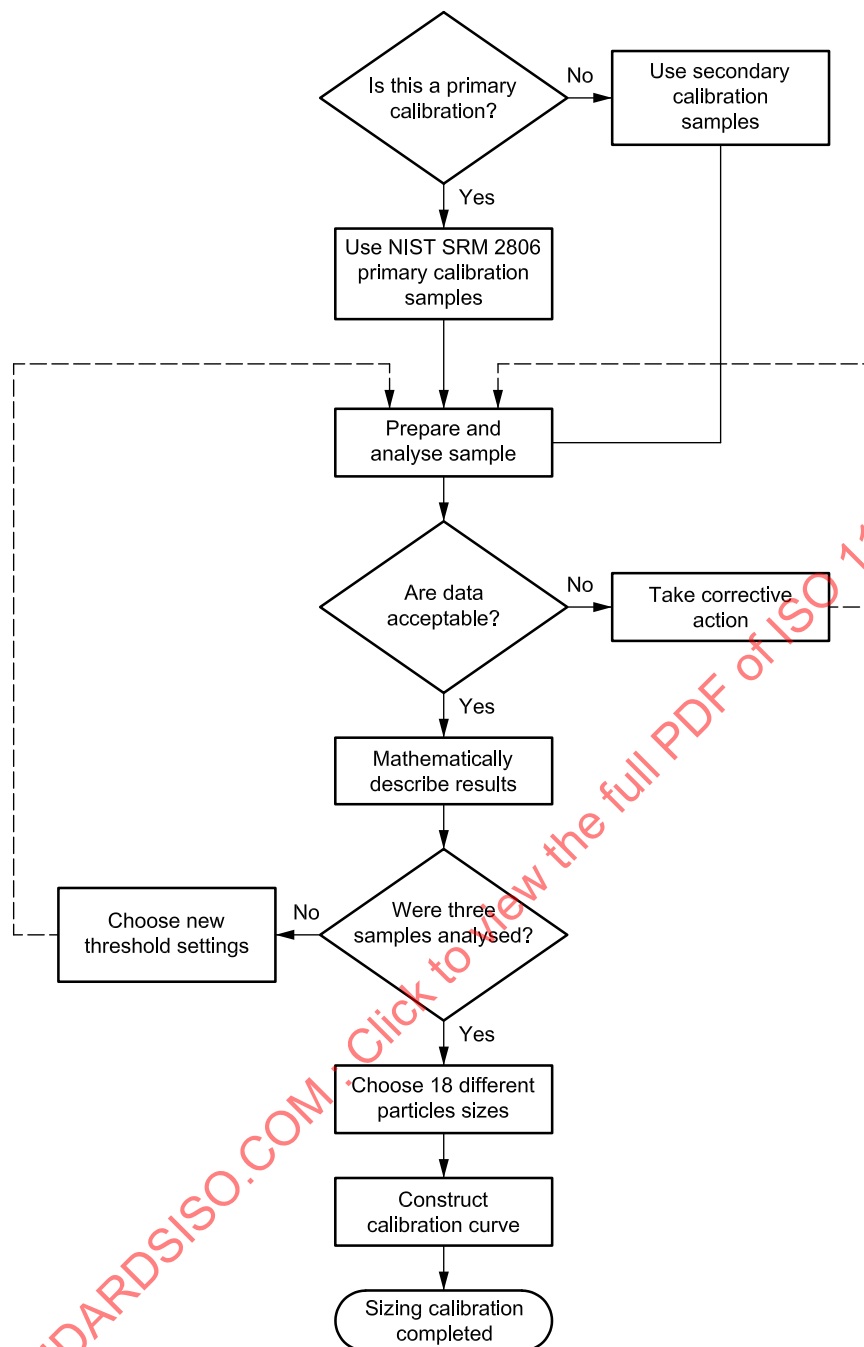 Is this a primary
calibration?
No
Use secondary
calibration
samples
Yes
Use NIST SRM 2806
primary calibration
samples
Prepare and
analyse sample
Are data
acceptable?
No
Take corrective
action
Yes
Mathematically
describe results
Choose new
threshold settings
No
Were three
samples analysed?
Yes
Choose 18 different
particles sizes
Construct
calibration curve
Sizing calibration
completed
NDARDSISO.COM : Click to view the full PDF of ISO 11